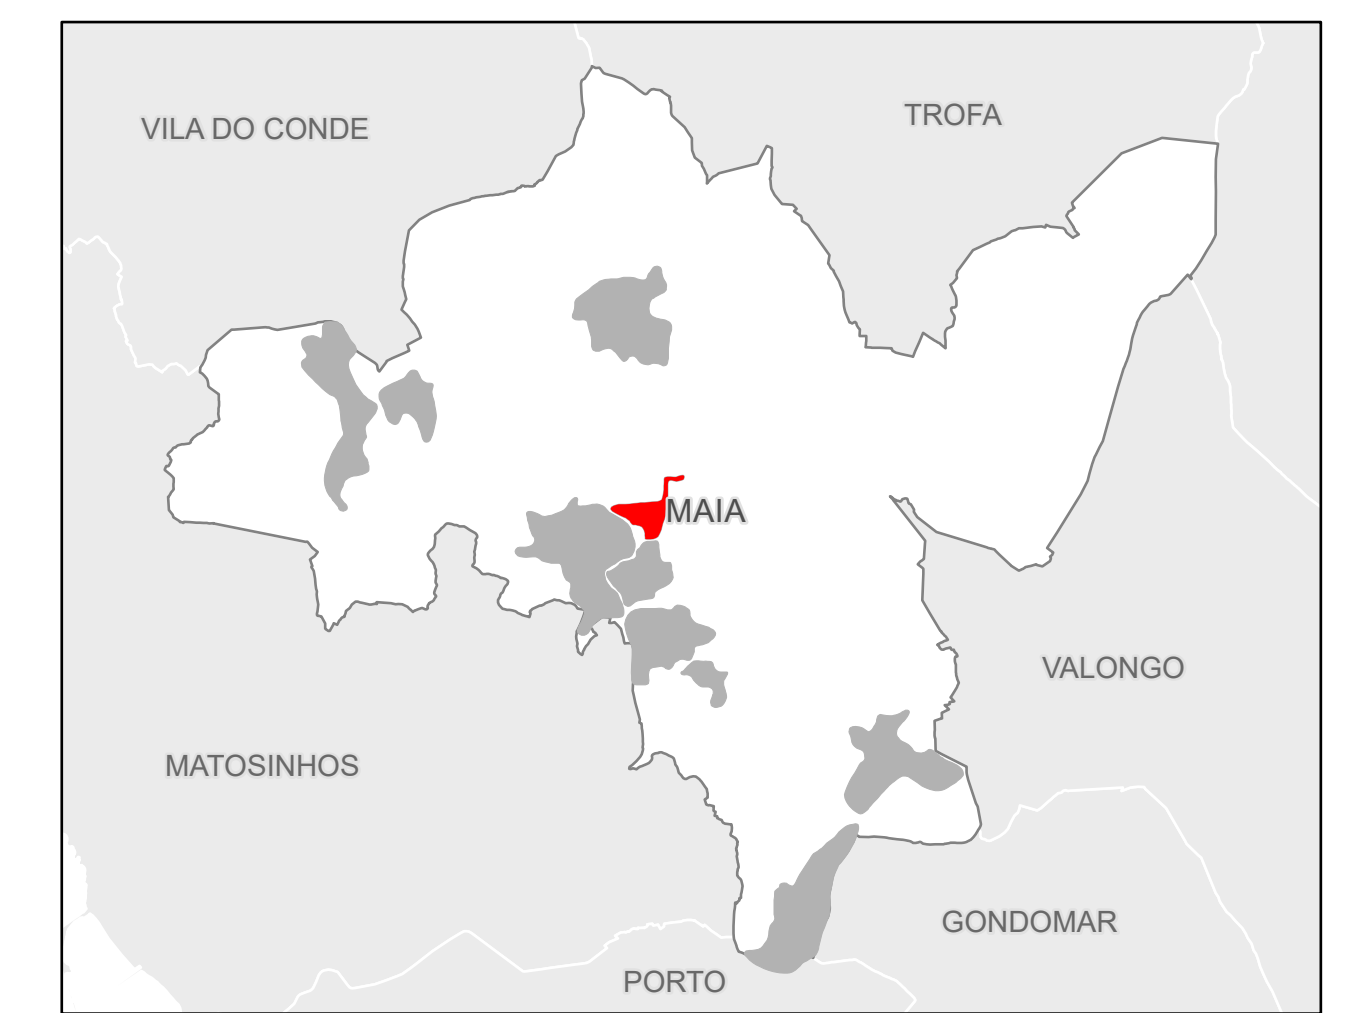 TROFA
VILA DO CONDE
MAIA
VALONGO
MATOSINHOS
GONDOMAR
PORTO